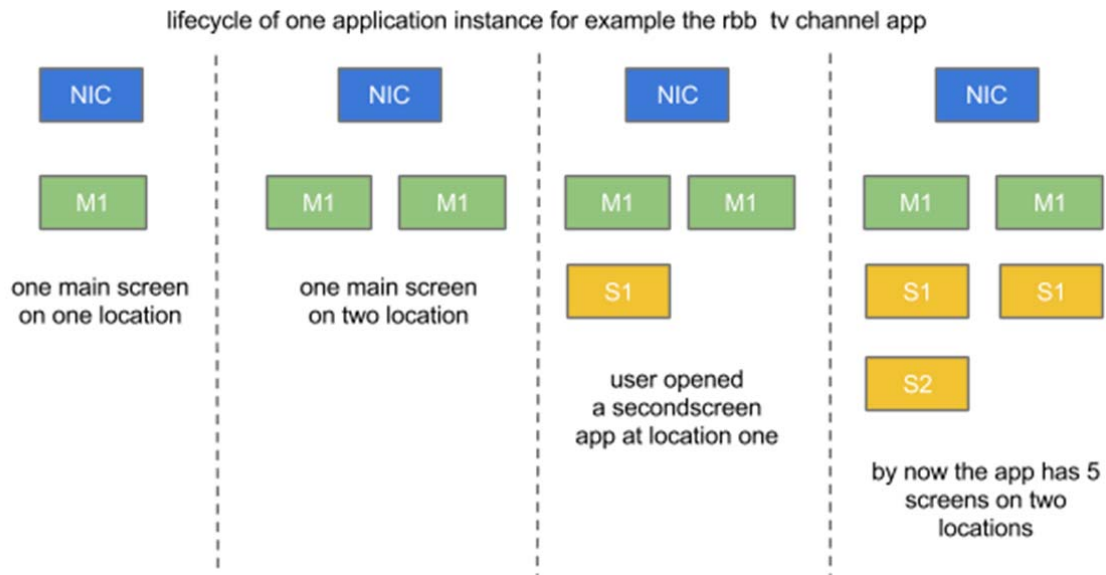 lifecycle of one application instance for example the rbb tv channel app
NIC
M1
one main screen
on one location
NIC
M1 M1
one main screen
on two location
NIC
M1 M1
S1
user opened
a secondscreen
app at location one
NIC
M1 M1
S1 S1
S2
by now the app has 5
screens on two
locations